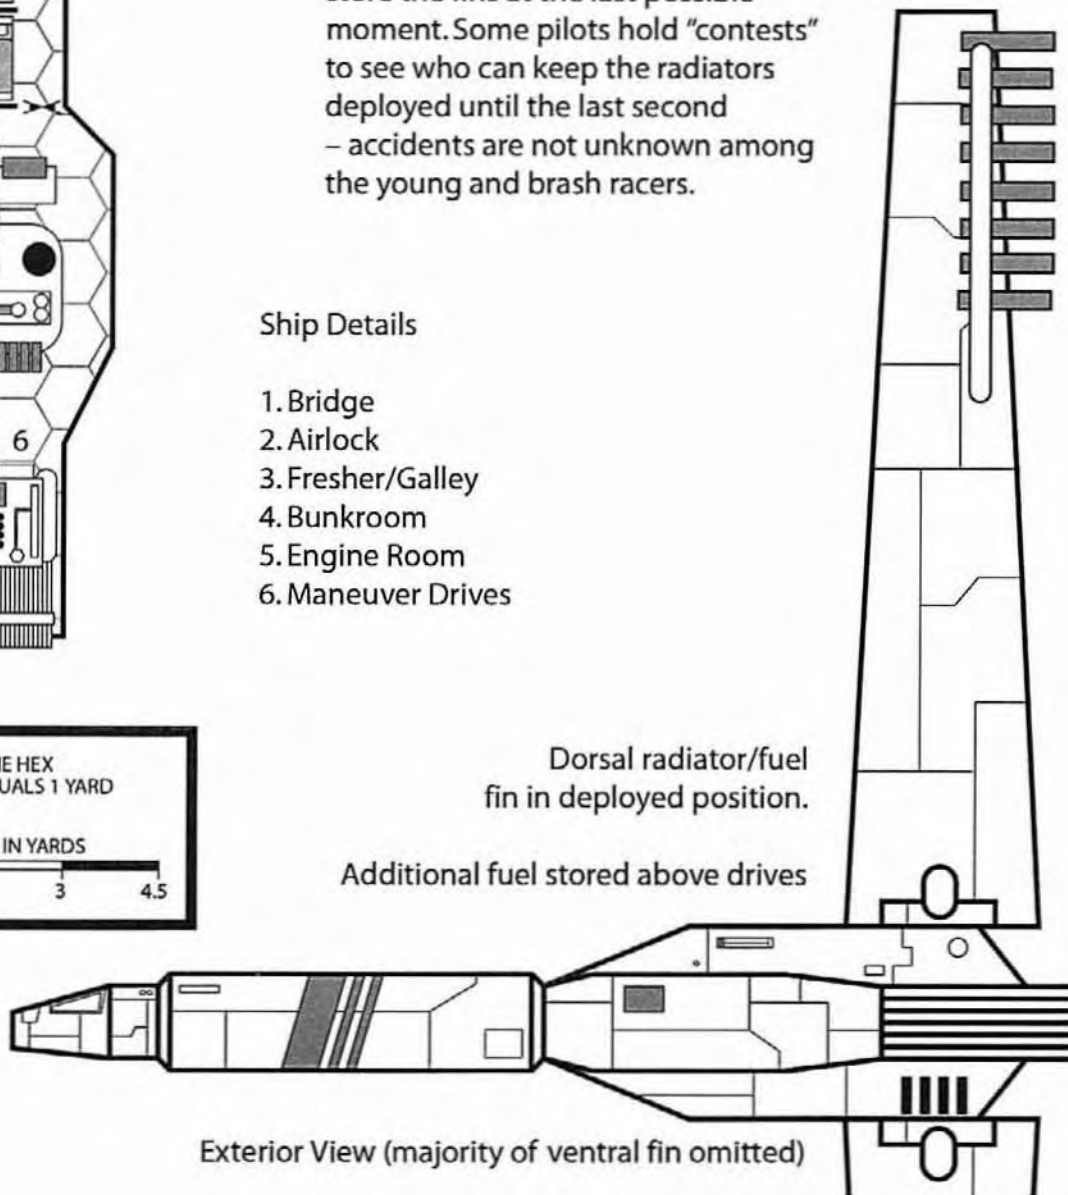 moment. Some pilots hold “contests”
to see who can keep the radiators
deployed until the last second
– accidents are not unknown among
the young and brash racers.
Ship Details
1. Bridge
2. Airlock
3. Fresher/Galley
4. Bunkroom
5. Engine Room
6. Maneuver Drives
6
HEX
1 YARD
IN YARDS
3 4.5
Dorsal radiator/fuel
fin in deployed position.
Additional fuel stored above drives
Exterior View (majority of ventral fin omitted)